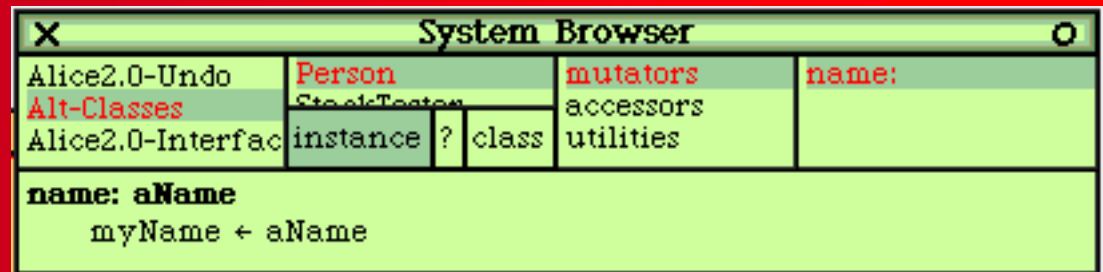 X System Browser O
Alice2.0-Undo
Alt-Classes
Alice2.0-Interfac
Person
StackTester
instance ? class
mutators
accessors
utilities
name:
name: aName
myName ← aName